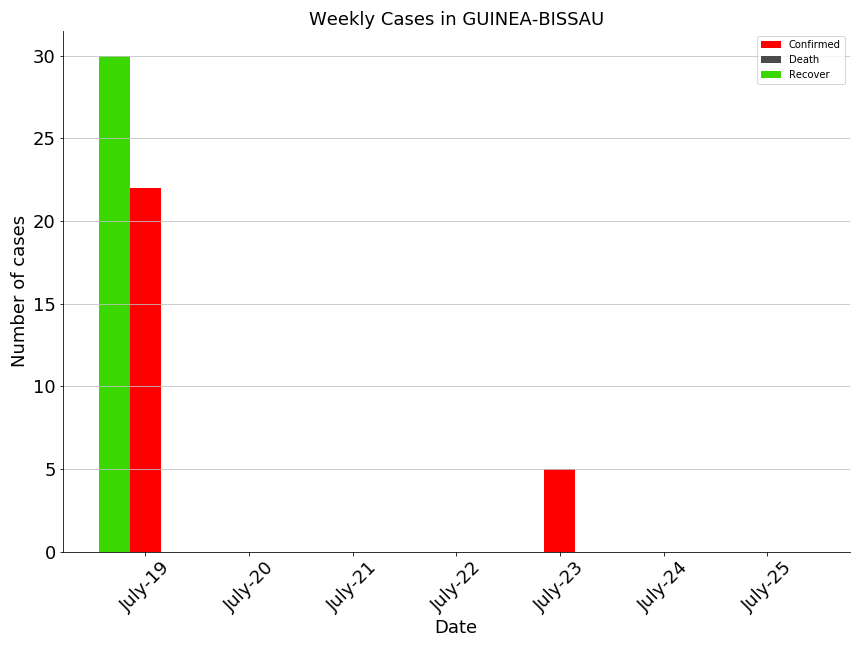 Weekly Cases in GUINEA-BISSAU
Confirmed
Death
Recover
Number of cases
30
25
20
15
10
5
0
July-19
July-20
July-21
July-22
July-23
July-24
July-25
Date